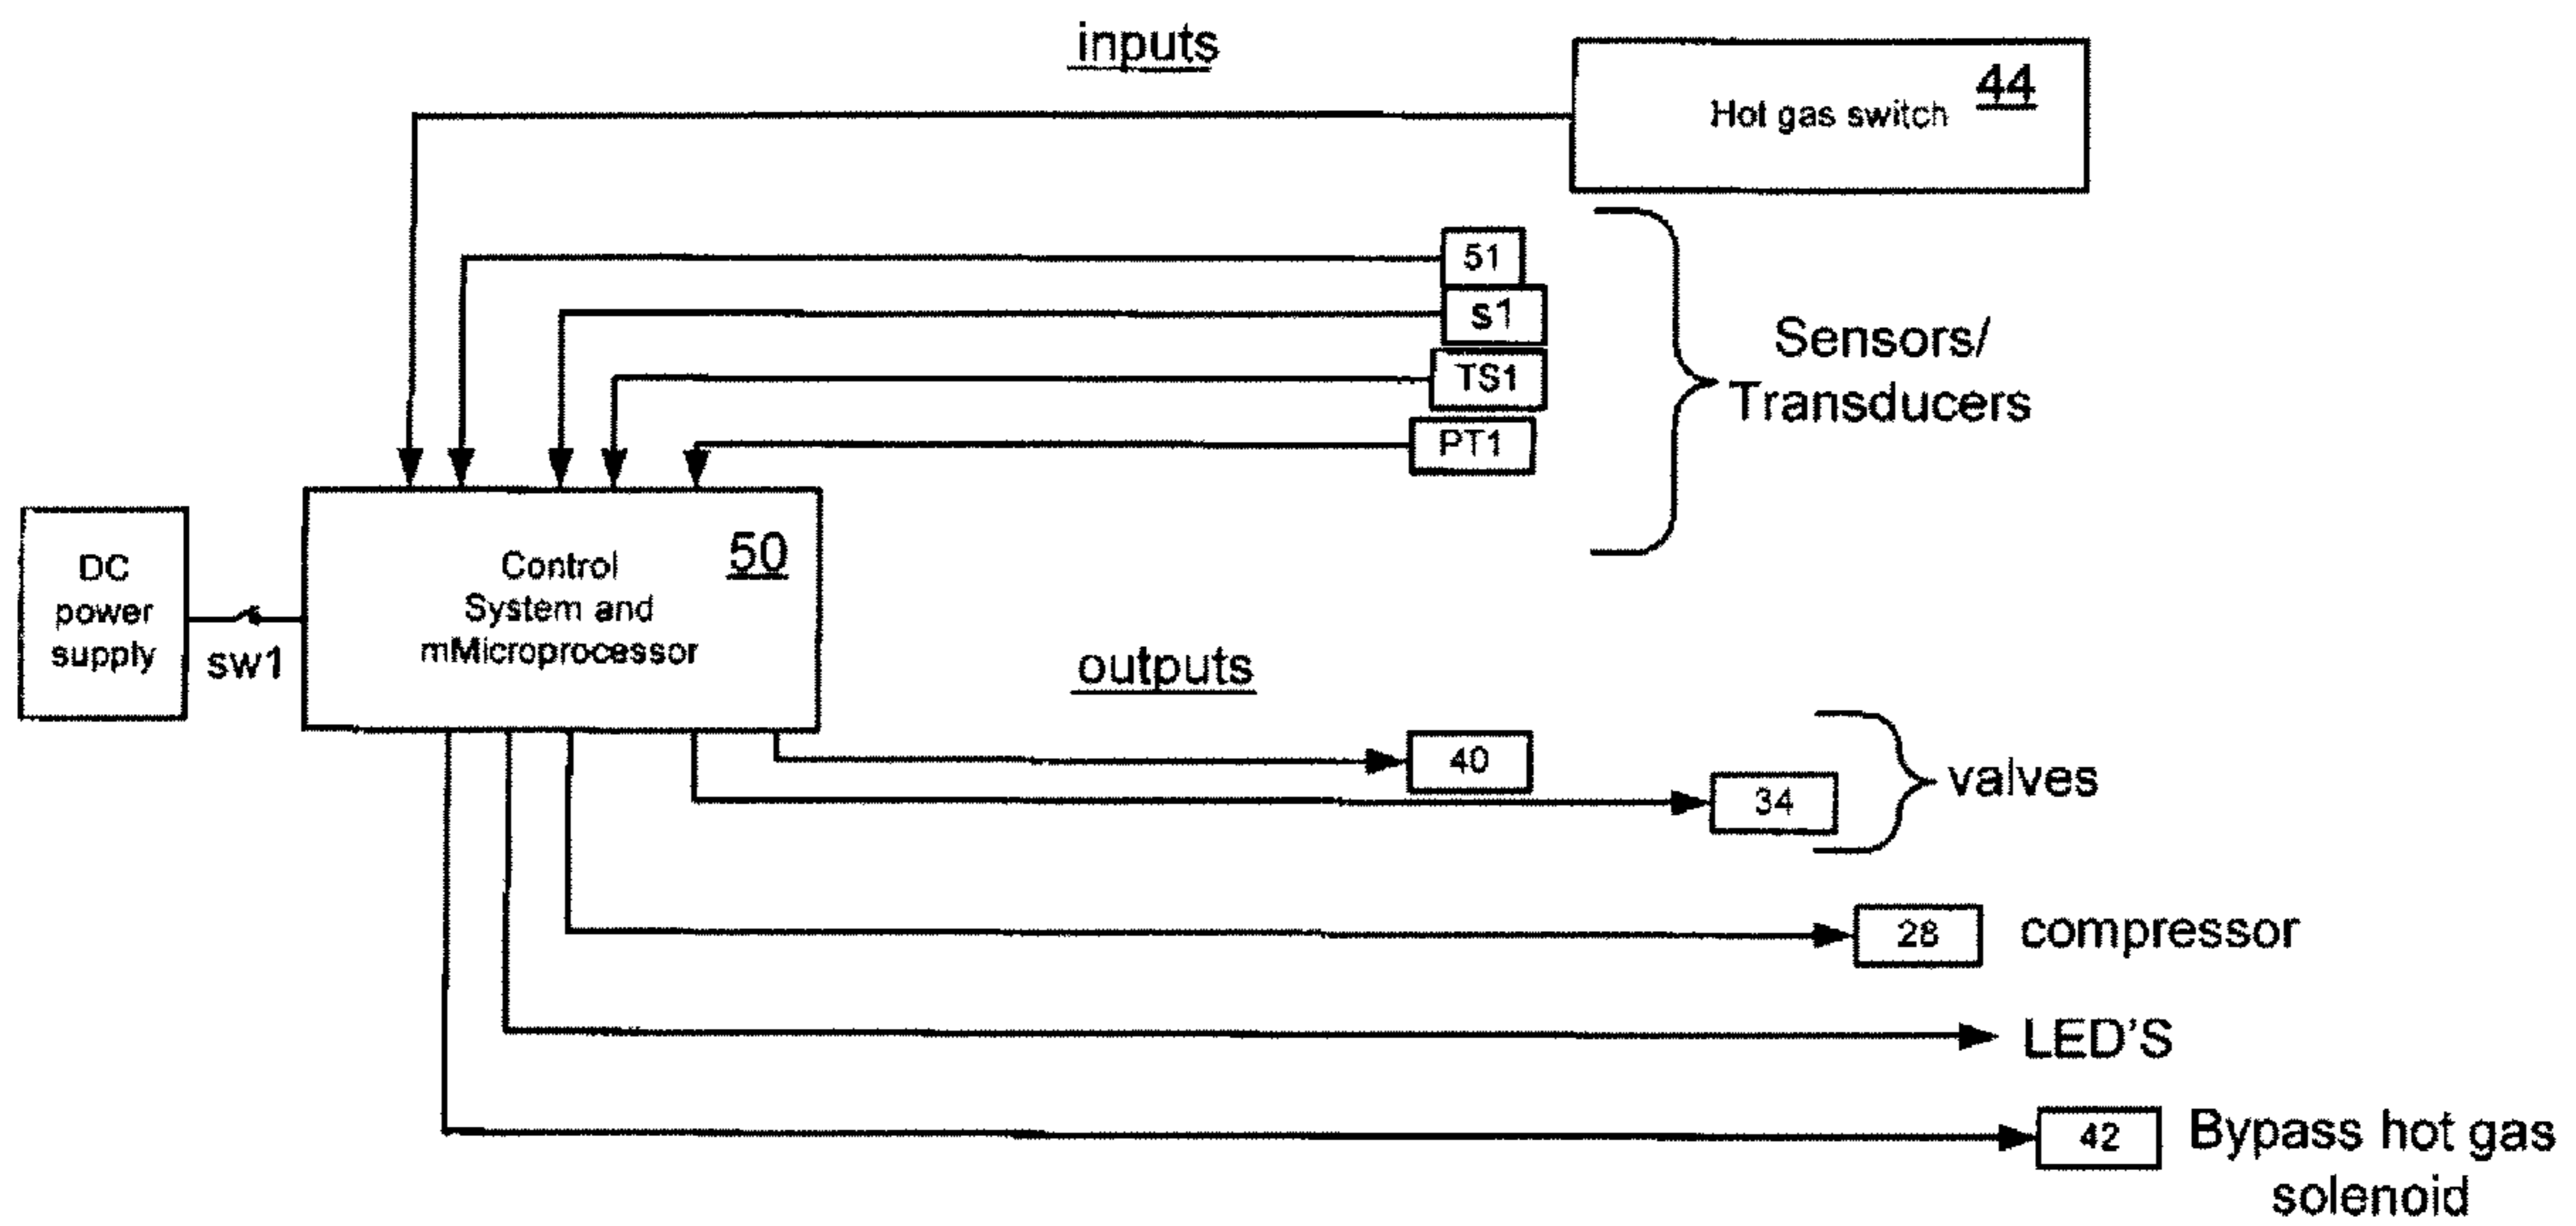 inputs
Hot gas switch 44
51
s1
TS1
PT1
Sensors/
Transducers
DC
power
supply
sw1
Control
System and
mMicroprocessor
50
outputs
40
34
valves
28 compressor
LED'S
42 Bypass hot gas
solenoid